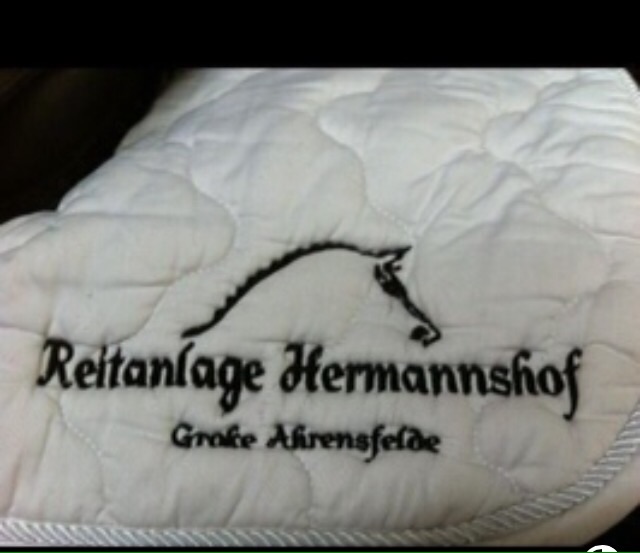 Reitanlage Hermannshof
Große Ahrensfelde